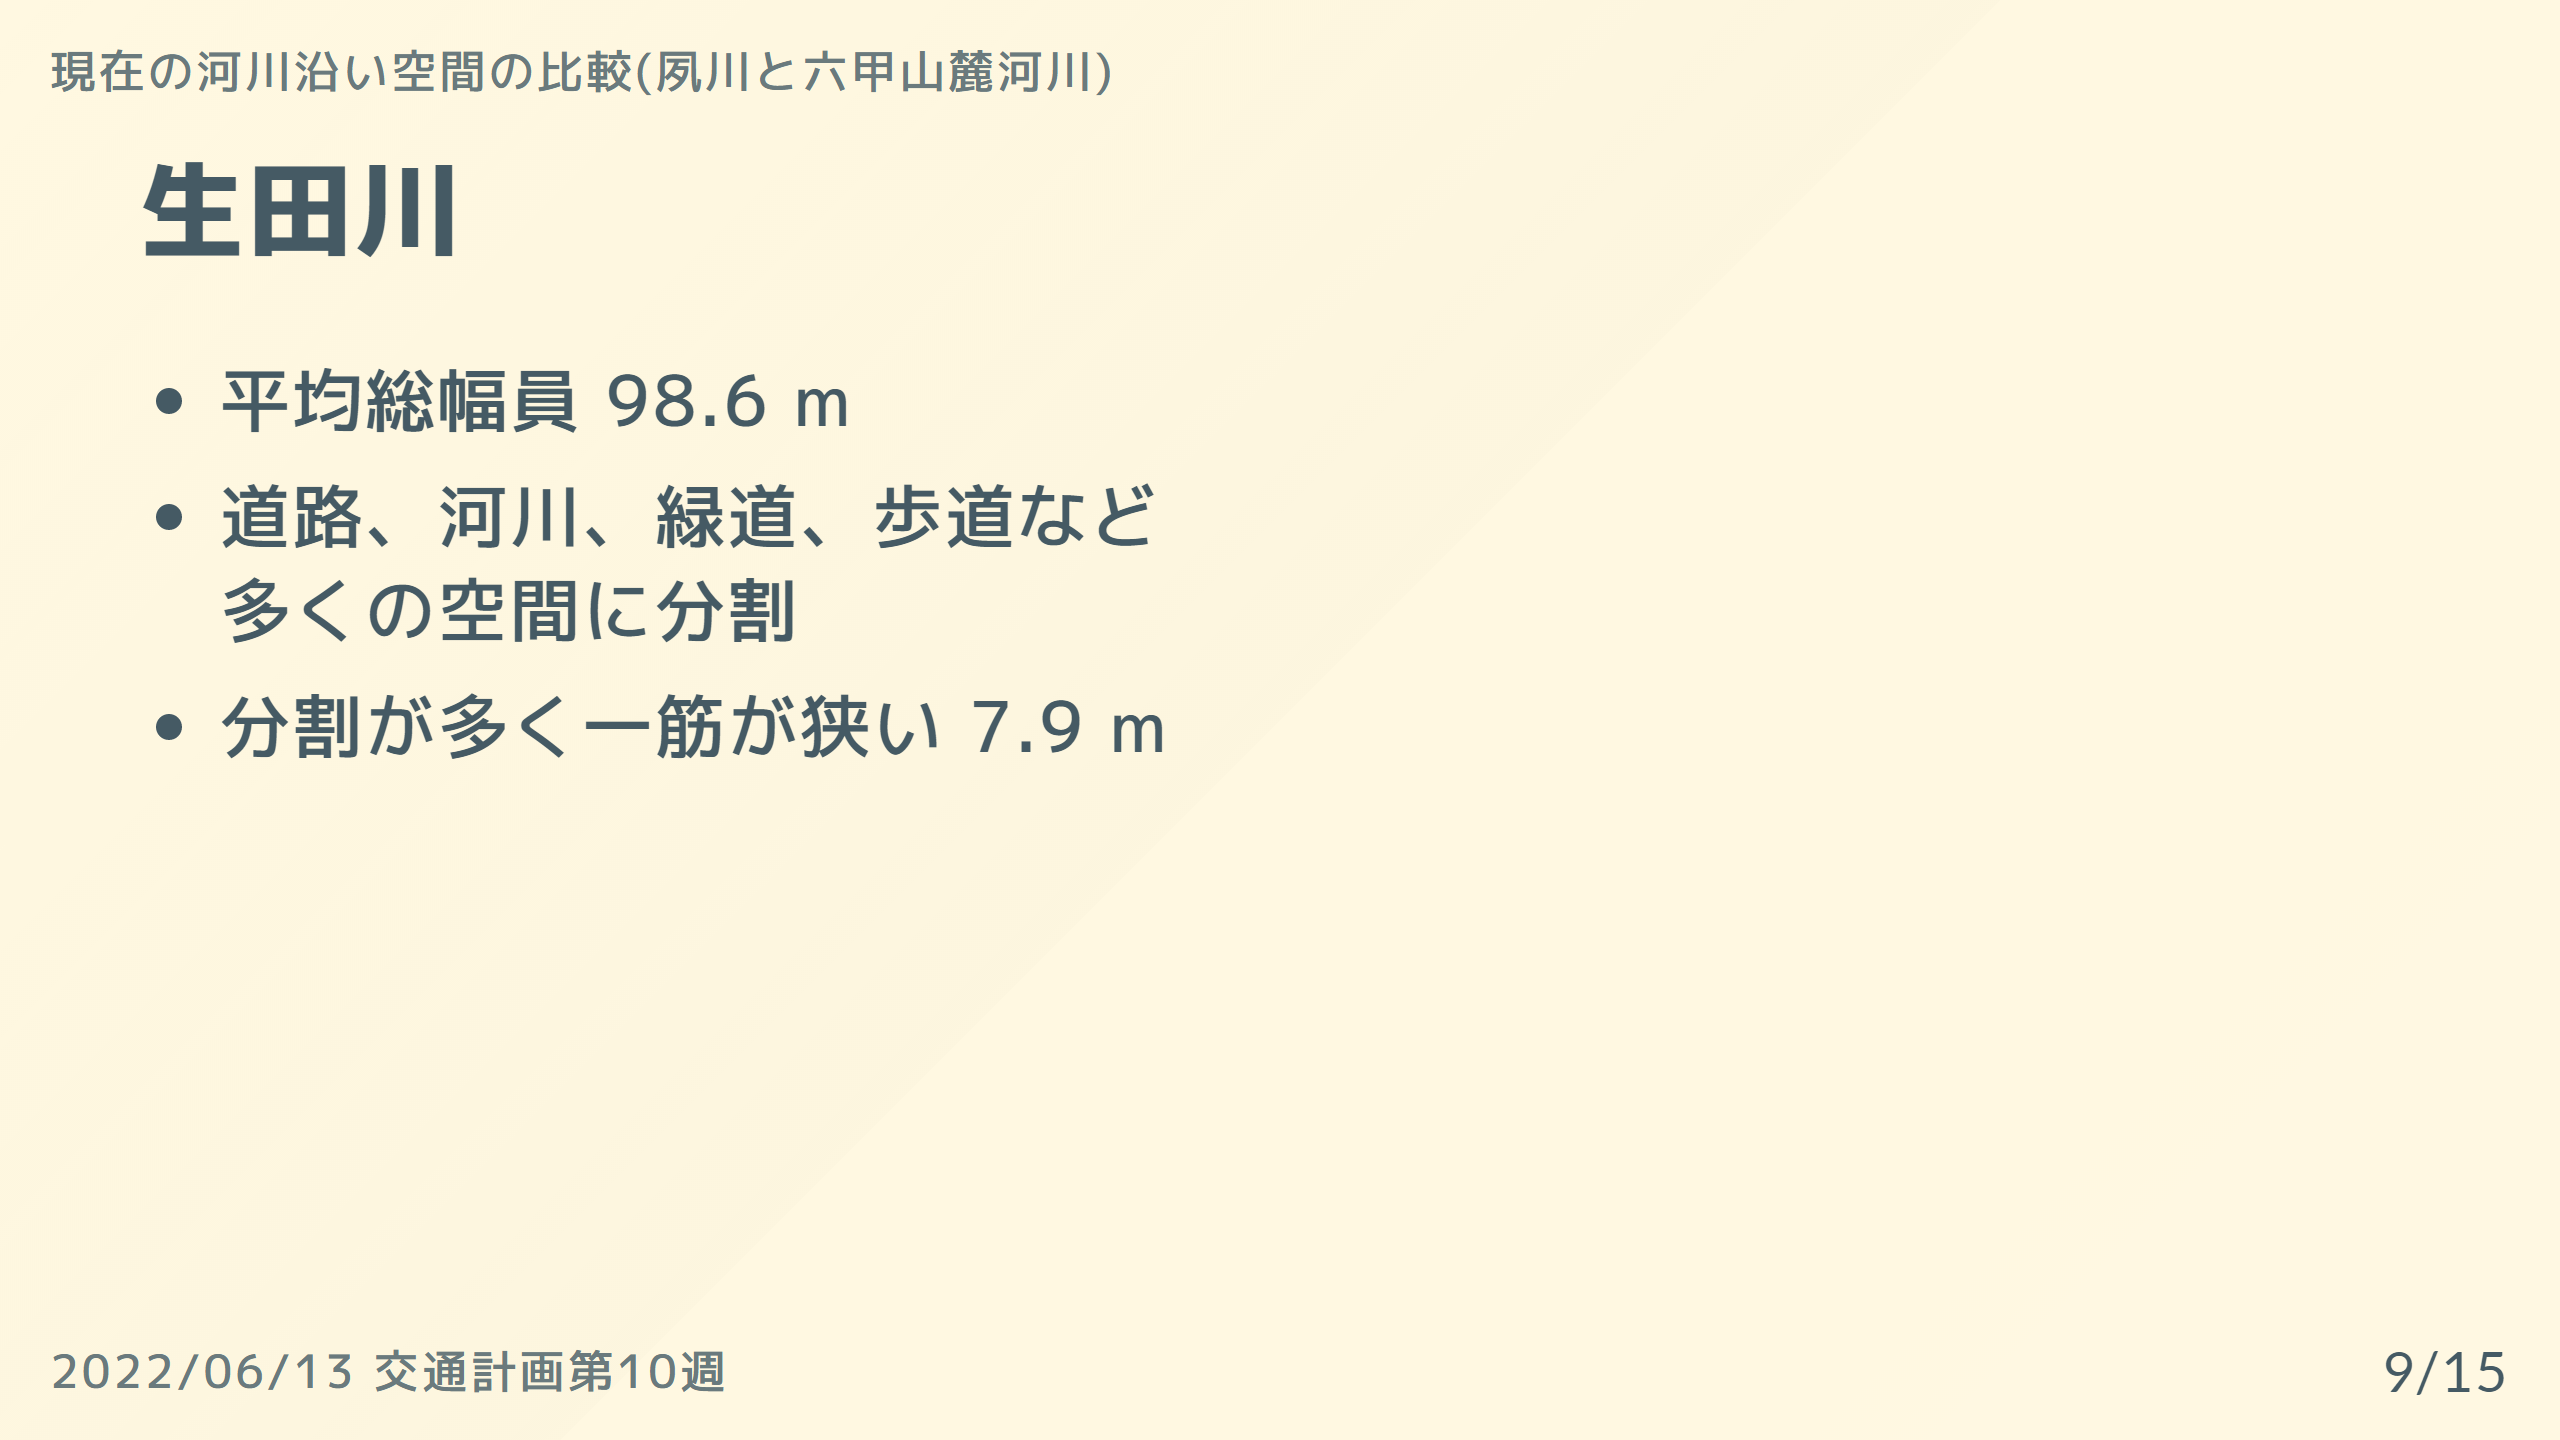 現在の河川沿い空間の比較(夙川と六甲山麓河川)
生田川
• 平均総幅員 98.6 m
• 道路、河川、緑道、歩道など
多くの空間に分割
• 分割が多く一筋が狭い 7.9 m
2022/06/13 交通計画第10週
9/15